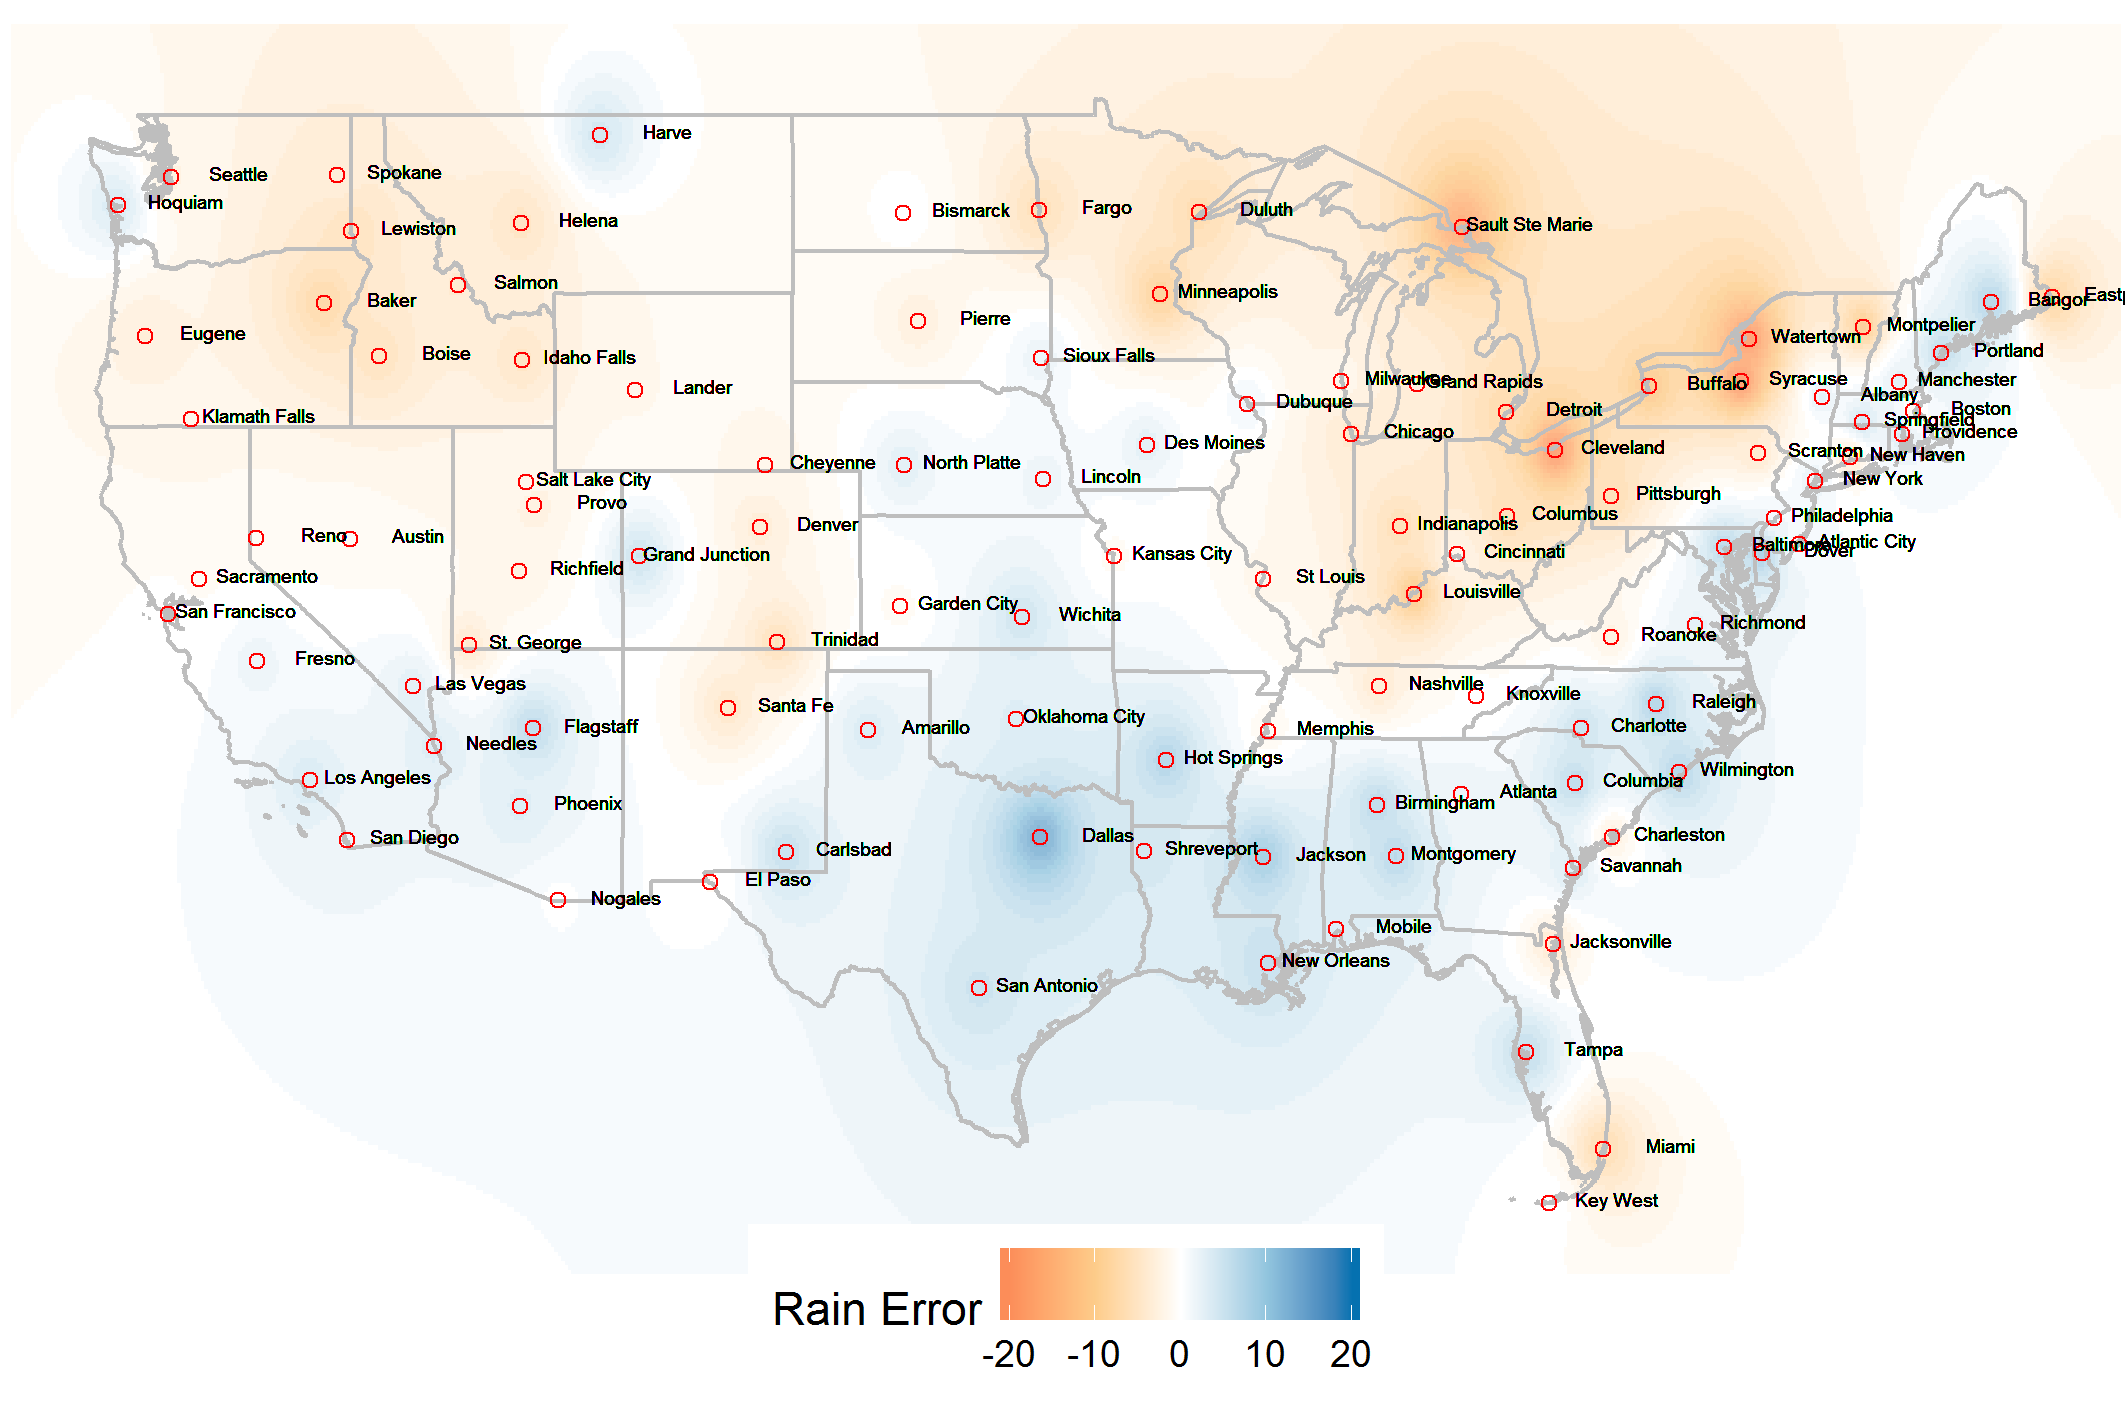 Harve
Seattle
Spokane
Hoquiam
Bismarck
Fargo
Duluth
Helena
Lewiston
Sault Ste Marie
Salmon
Minneapolis
Baker
Bangor
Eastp
Pierre
Montpelier
Eugene
Watertown
Boise
Idaho Falls
Sioux Falls
Portland
Lander
Milwaukee
Grand Rapids
Buffalo
Syracuse
Manchester
Klamath Falls
Dubuque
Detroit
Albany
Boston
Springfield
Chicago
Providence
Des Moines
Cleveland
Scranton
New Haven
Cheyenne
North Platte
Salt Lake City
Lincoln
New York
Provo
Pittsburgh
Denver
Indianapolis
Columbus
Philadelphia
Reno
Austin
Baltimore
Atlantic City
Dover
Grand Junction
Kansas City
Cincinnati
Sacramento
Richfield
St Louis
San Francisco
Garden City
Wichita
Louisville
Richmond
St. George
Trinidad
Roanoke
Fresno
Las Vegas
Nashville
Knoxville
Santa Fe
Raleigh
Flagstaff
Amarillo
Oklahoma City
Memphis
Charlotte
Needles
Hot Springs
Los Angeles
Wilmington
Phoenix
Birmingham
Atlanta
Columbia
San Diego
Carlsbad
Dallas
Shreveport
Jackson
Montgomery
Charleston
El Paso
Savannah
Nogales
Mobile
Jacksonville
New Orleans
San Antonio
Tampa
Miami
Key West
Rain Error
-20 -10 0 10 20